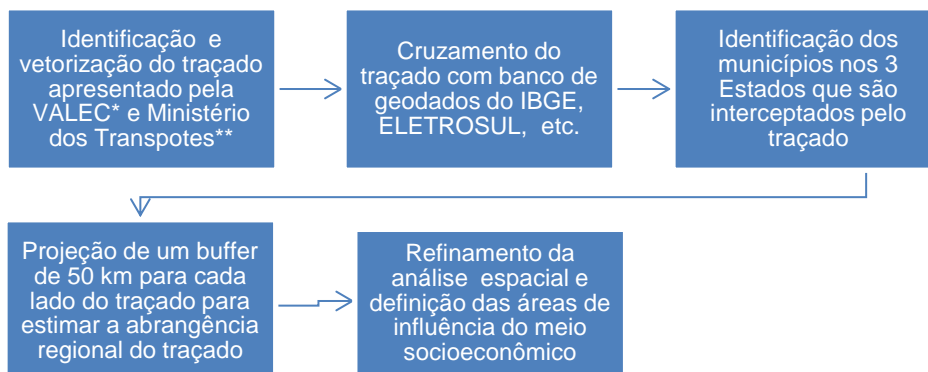 Identificação e
vetorização do traçado
apresentado pela
VALEC* e Ministério
dos Transpotes**
Cruzamento do
traçado com banco de
geodados do IBGE,
ELETROSUL, etc.
Identificação dos
municípios nos 3
Estados que são
interceptados pelo
traçado
Projeção de um buffer
de 50 km para cada
lado do traçado para
estimar a abrangência
regional do traçado
Refinamento da
análise espacial e
definição das áreas de
influência do meio
socioeconômico